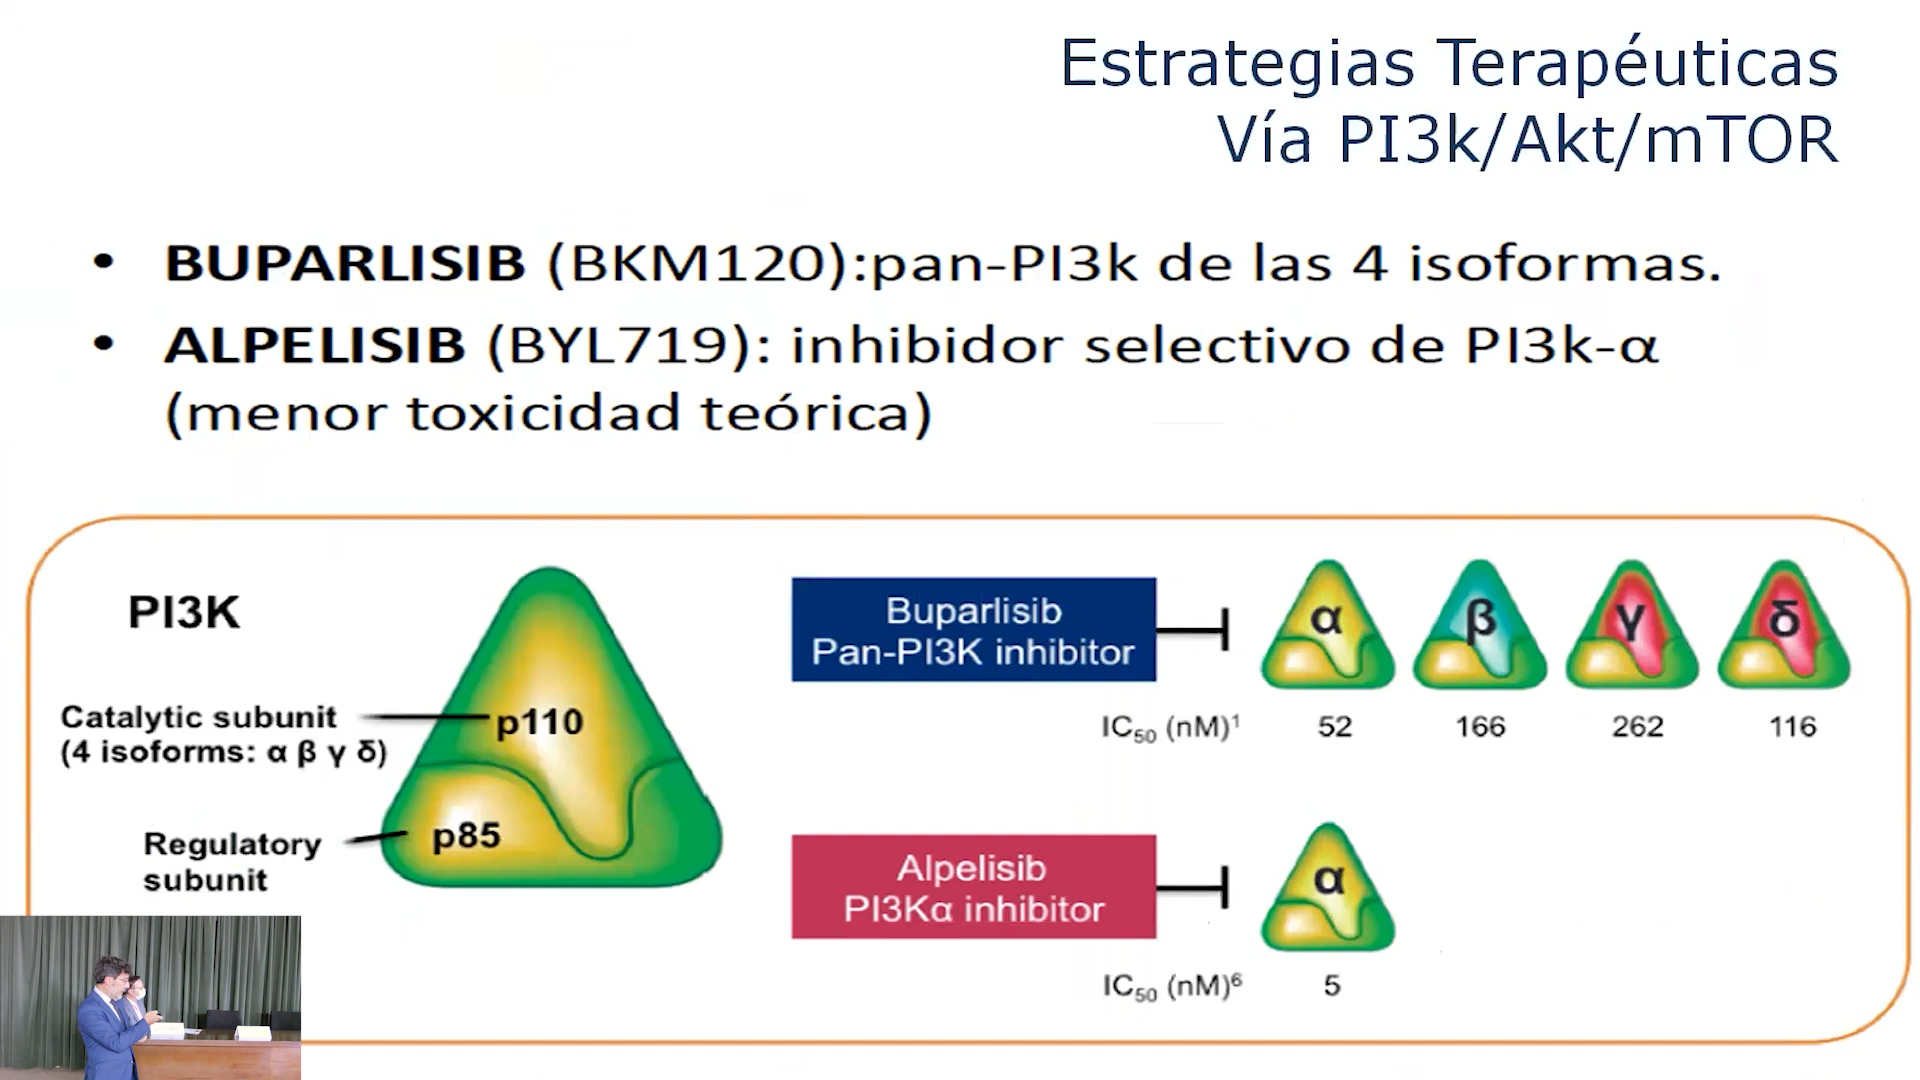 Estrategias Terapéuticas
Vía PI3k/Akt/mTOR
• BUPARLISIB (BKM120):pan-PI3k de las 4 isoformas.
• ALPELISIB (BYL719): inhibidor selectivo de PI3k-α
(menor toxicidad teórica)
PI3K
Catalytic subunit
(4 isoforms: α β γ δ)
p110
Regulatory
subunit
p85
Buparlisib
Pan-PI3K inhibitor
α β γ δ
IC₅₀ (nM)¹ 52 166 262 116
Alpelisib
PI3Kα inhibitor
α
IC₅₀ (nM)⁶ 5